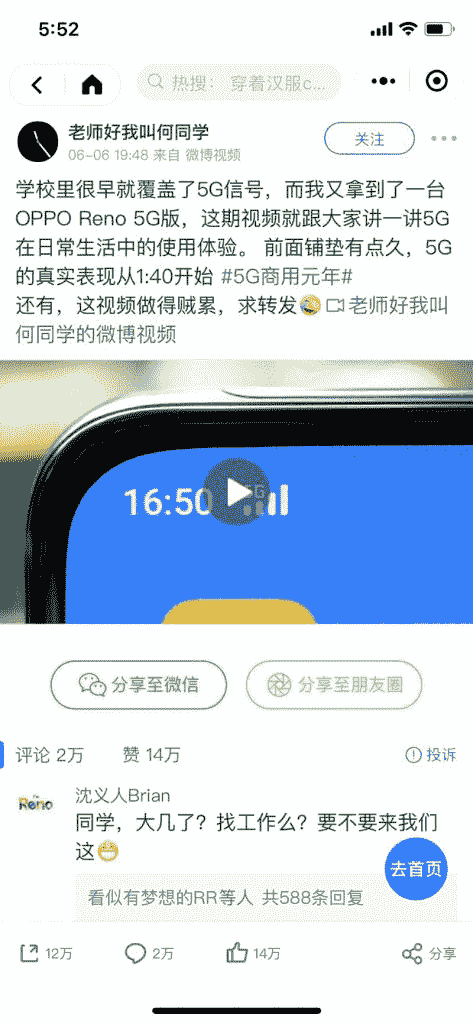 5:52
热搜： 穿着汉服c...
老师好我叫何同学
06-06 19:48 来自 微博视频
关注
学校里很早就覆盖了5G信号，而我又拿到了一台
OPPO Reno 5G版，这期视频就跟大家讲一讲5G
在日常生活中的使用体验。 前面铺垫有点久，5G
的真实表现从1:40开始 #5G商用元年#
还有，这视频做得贼累，求转发😂 老师好我叫
何同学的微博视频
16:50
分享至微信
分享至朋友圈
评论 2万
赞 14万
投诉
Reno
沈义人Brian
同学，大几了？找工作么？要不要来我们
这😁
去首页
看似有梦想的RR等人 共588条回复
12万
2万
14万
分享